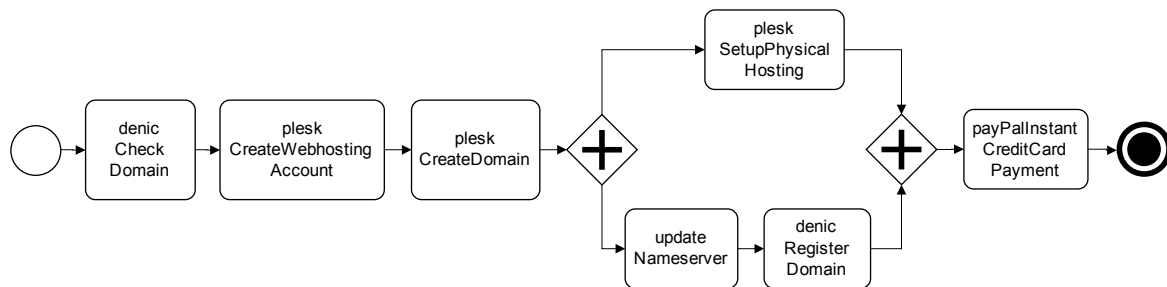 denic
Check
Domain
plesk
CreateWebhosting
Account
plesk
CreateDomain
plesk
SetupPhysical
Hosting
update
Nameserver
denic
Register
Domain
payPalInstant
CreditCard
Payment